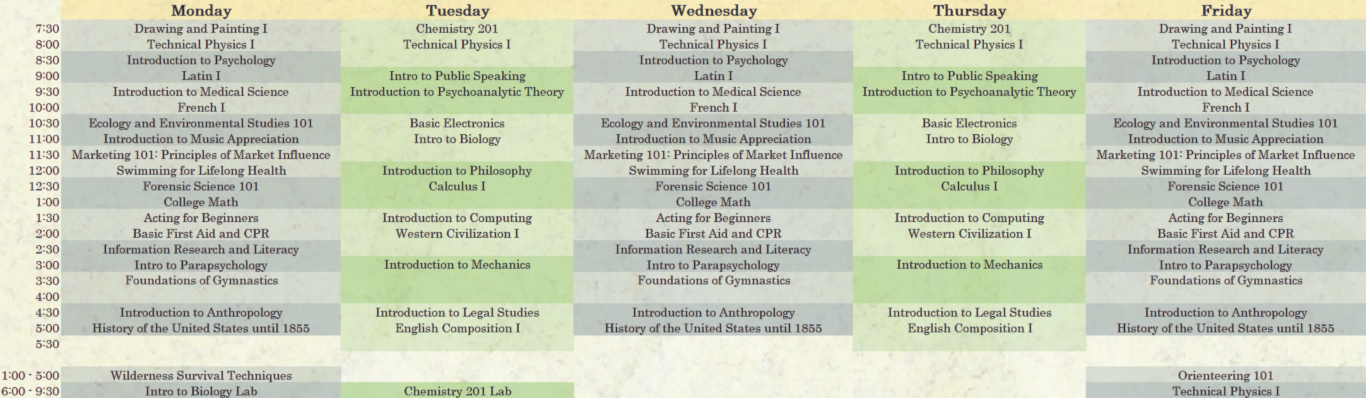 Monday Tuesday Wednesday Thursday Friday
7:30 Drawing and Painting I Chemistry 201 Drawing and Painting I Chemistry 201 Drawing and Painting I
8:00 Technical Physics I Technical Physics I Technical Physics I Technical Physics I Technical Physics I
8:30 Introduction to Psychology Introduction to Psychology Introduction to Psychology
9:00 Latin I Intro to Public Speaking Latin I Intro to Public Speaking Latin I
9:30 Introduction to Medical Science Introduction to Psychoanalytic Theory Introduction to Medical Science Introduction to Psychoanalytic Theory Introduction to Medical Science
10:00 French I French I French I
10:30 Ecology and Environmental Studies 101 Basic Electronics Ecology and Environmental Studies 101 Basic Electronics Ecology and Environmental Studies 101
11:00 Introduction to Music Appreciation Intro to Biology Introduction to Music Appreciation Intro to Biology Introduction to Music Appreciation
11:30 Marketing 101: Principles of Market Influence Marketing 101: Principles of Market Influence Marketing 101: Principles of Market Influence
12:00 Swimming for Lifelong Health Introduction to Philosophy Swimming for Lifelong Health Introduction to Philosophy Swimming for Lifelong Health
12:30 Forensic Science 101 Calculus I Forensic Science 101 Calculus I Forensic Science 101
1:00 College Math College Math College Math
1:30 Acting for Beginners Introduction to Computing Acting for Beginners Introduction to Computing Acting for Beginners
2:00 Basic First Aid and CPR Western Civilization I Basic First Aid and CPR Western Civilization I Basic First Aid and CPR
2:30 Information Research and Literacy Information Research and Literacy Information Research and Literacy
3:00 Intro to Parapsychology Introduction to Mechanics Intro to Parapsychology Introduction to Mechanics Intro to Parapsychology
3:30 Foundations of Gymnastics Foundations of Gymnastics Foundations of Gymnastics
4:00
4:30 Introduction to Anthropology Introduction to Legal Studies Introduction to Anthropology Introduction to Legal Studies Introduction to Anthropology
5:00 History of the United States until 1855 English Composition I History of the United States until 1855 English Composition I History of the United States until 1855
5:30
1:00 - 5:00 Wilderness Survival Techniques Orienteering 101
6:00 - 9:30 Intro to Biology Lab Chemistry 201 Lab Technical Physics I